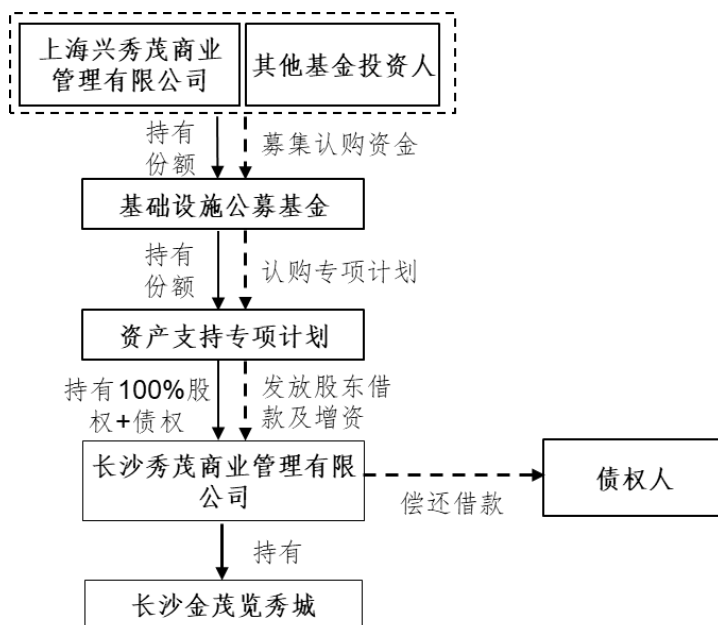 上海兴秀茂商业
管理有限公司
其他基金投资人
持有
份额
募集认购资金
基础设施公募基金
持有
份额
认购专项计划
资产支持专项计划
持有100%股
权+债权
发放股东借
款及增资
长沙秀茂商业管理有限
公司
偿还借款
债权人
持有
长沙金茂览秀城